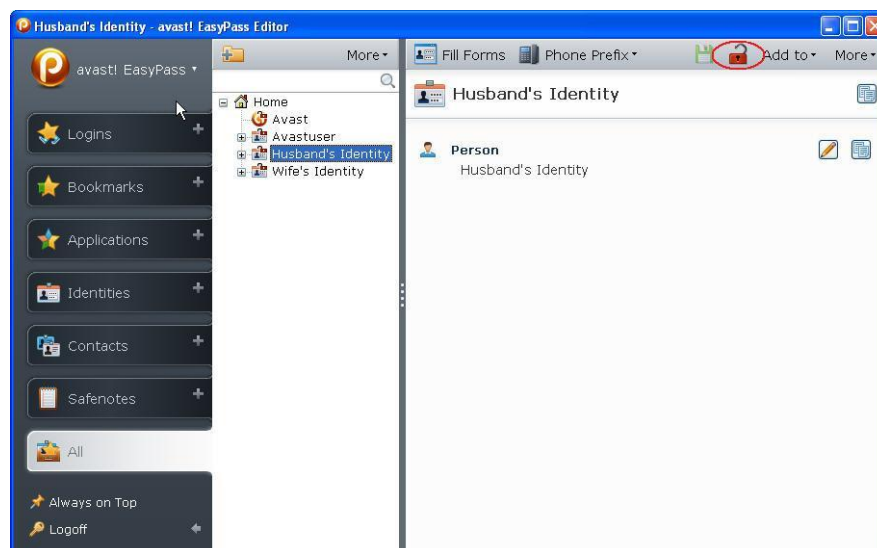 Husband's Identity - avast! EasyPass Editor
avast! EasyPass
Logins
Bookmarks
Applications
Identities
Contacts
Safenotes
All
Always on Top
Logoff
More
Home
Avast
Avastuser
Husband's Identity
Wife's Identity
Fill Forms Phone Prefix Add to More
Husband's Identity
Person
Husband's Identity